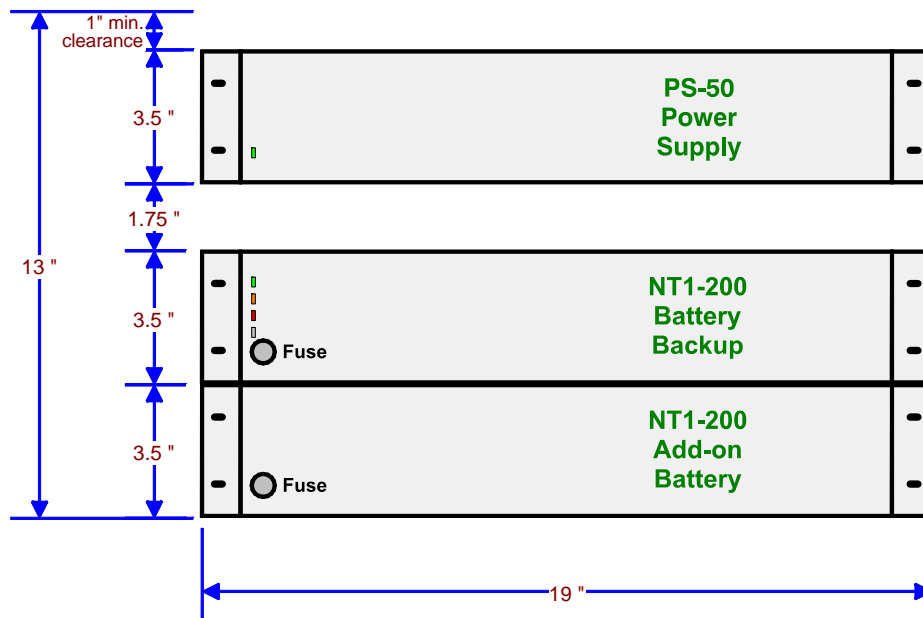 1" min.
clearance
3.5 "
PS-50
Power
Supply
1.75 "
13 "
3.5 "
NT1-200
Battery
Backup
Fuse
3.5 "
NT1-200
Add-on
Battery
Fuse
19 "